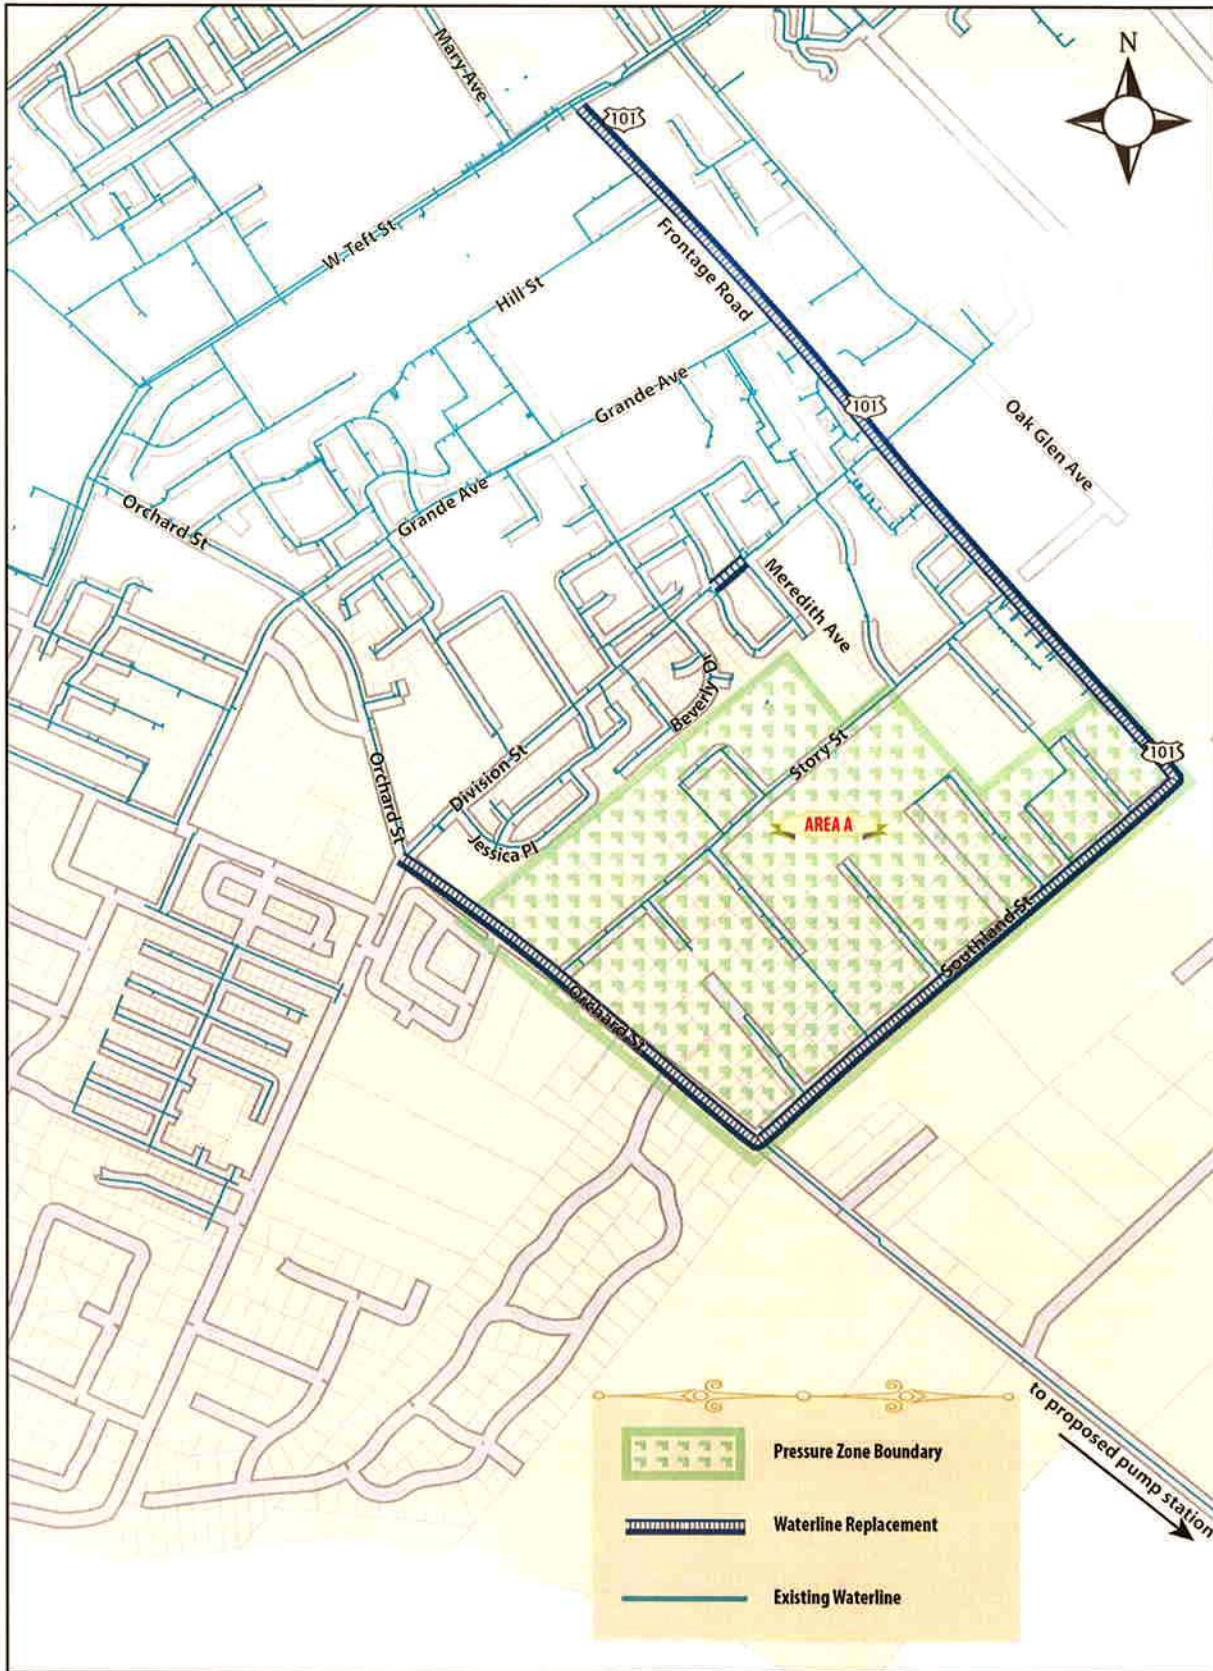 N
Mary Ave
101
W. Teft St
Frontage Road
Hill St
Grande Ave
101
Oak Glen Ave
Orchard St
Grande Ave
Meredith Ave
Beverly Dr
Story St
101
Orchard St
Division St
Jessica Pl
AREA A
Southland St
Orchard St
to proposed pump station
Pressure Zone Boundary
Waterline Replacement
Existing Waterline